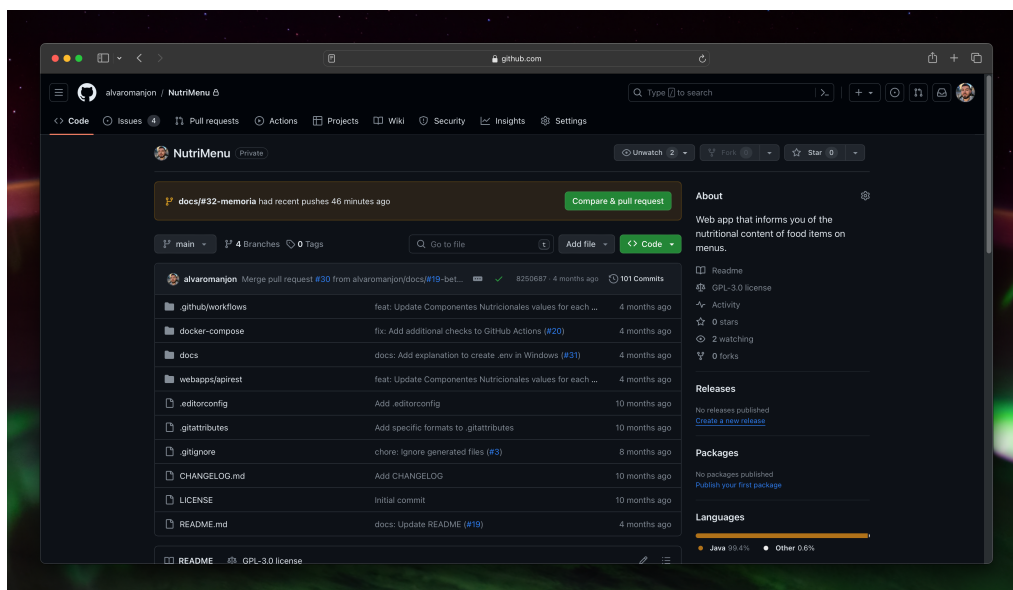 github.com
alvaromanjon / NutriMenu
Type / to search
Code Issues 4 Pull requests Actions Projects Wiki Security Insights Settings
NutriMenu Private
Unwatch 2 Fork 0 Star 0
docs/#32-memoria had recent pushes 46 minutes ago
Compare & pull request
main 4 Branches 0 Tags
Go to file t
Add file
Code
alvaromanjon Merge pull request #30 from alvaromanjon/docs/#19-bet... 8250687 · 4 months ago 101 Commits
.github/workflows feat: Update Componentes Nutricionales values for each ... 4 months ago
docker-compose fix: Add additional checks to GitHub Actions (#20) 4 months ago
docs docs: Add explanation to create .env in Windows (#31) 4 months ago
webapps/apirest feat: Update Componentes Nutricionales values for each ... 4 months ago
.editorconfig Add .editorconfig 10 months ago
.gitattributes Add specific formats to .gitattributes 10 months ago
.gitignore chore: Ignore generated files (#3) 8 months ago
CHANGELOG.md Add CHANGELOG 10 months ago
LICENSE Initial commit 10 months ago
README.md docs: Update README (#19) 4 months ago
README GPL-3.0 license
About
Web app that informs you of the
nutritional content of food items on
menus.
Readme
GPL-3.0 license
Activity
0 stars
2 watching
0 forks
Releases
No releases published
Create a new release
Packages
No packages published
Publish your first package
Languages
Java 99.4% Other 0.6%